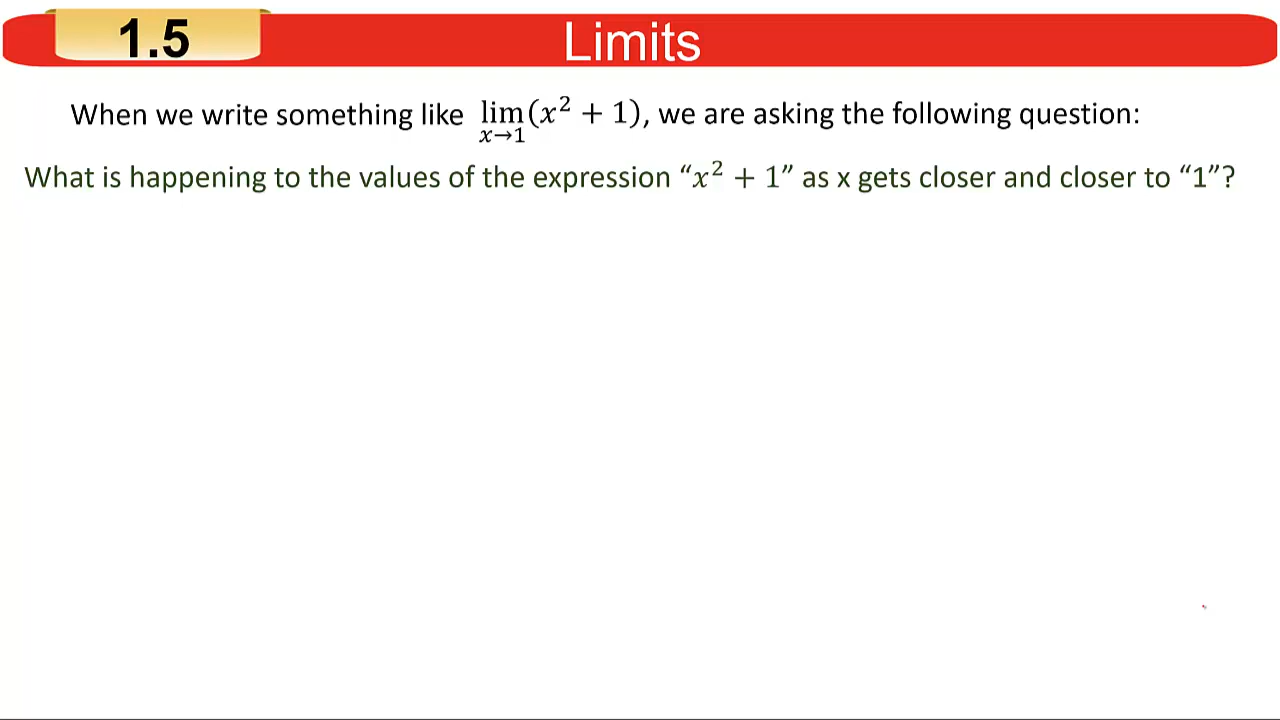 1.5
Limits
When we write something like lim x→1 (x² + 1), we are asking the following question:
What is happening to the values of the expression “x² + 1” as x gets closer and closer to “1”?